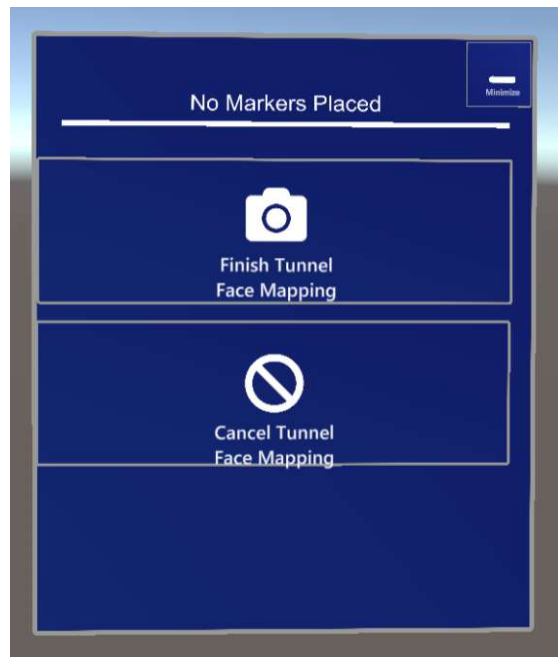 No Markers Placed
Minimize
Finish Tunnel
Face Mapping
Cancel Tunnel
Face Mapping